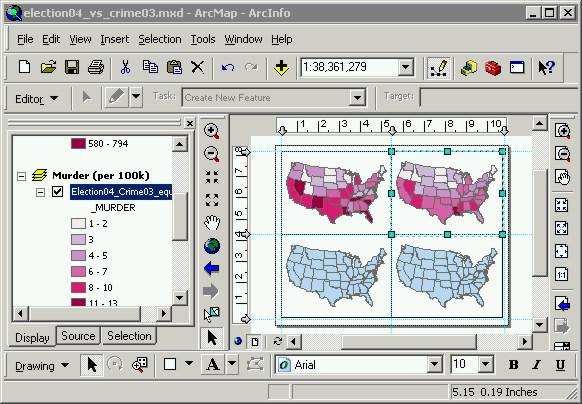 election04_vs_crime03.mxd - ArcMap - ArcInfo
File Edit View Insert Selection Tools Window Help
1:38,361,279
Editor Task: Create New Feature Target:
580 - 794
Murder (per 100k)
Election04_Crime03_equ
_MURDER
1 - 2
3
4 - 5
6 - 7
8 - 10
11 - 13
Display Source Selection
1 2 3 4 5 6 7 8 9 10
8
7
6
5
4
3
2
1
Drawing A Arial 10 B I U
5.15 0.19 Inches